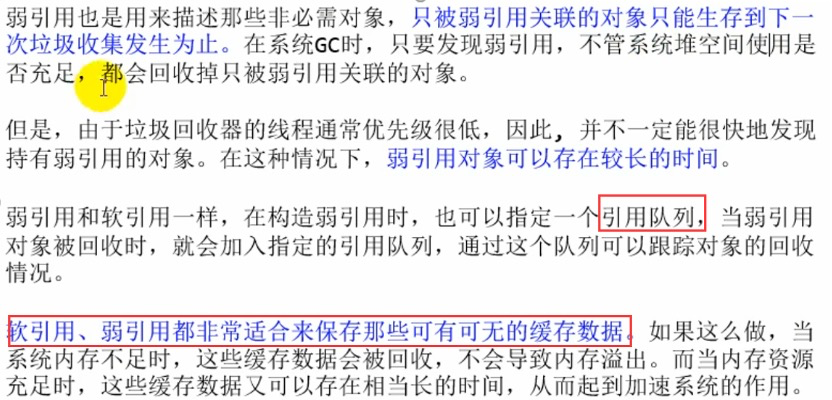 弱引用也是用来描述那些非必需对象，只被弱引用关联的对象只能生存到下一
次垃圾收集发生为止。在系统GC时，只要发现弱引用，不管系统堆空间使用是
否充足，都会回收掉只被弱引用关联的对象。
但是，由于垃圾回收器的线程通常优先级很低，因此，并不一定能很快地发现
持有弱引用的对象。在这种情况下，弱引用对象可以存在较长的时间。
弱引用和软引用一样，在构造弱引用时，也可以指定一个引用队列，当弱引用
对象被回收时，就会加入指定的引用队列，通过这个队列可以跟踪对象的回收
情况。
软引用、弱引用都非常适合来保存那些可有可无的缓存数据。如果这么做，当
系统内存不足时，这些缓存数据会被回收，不会导致内存溢出。而当内存资源
充足时，这些缓存数据又可以存在相当长的时间，从而起到加速系统的作用。